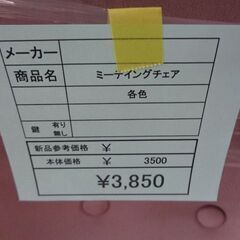 メーカー
商品名 ミーテイングチェア
各色
鍵 有り
無し
新品参考価格 ¥
本体価格 ¥ 3500
¥3,850